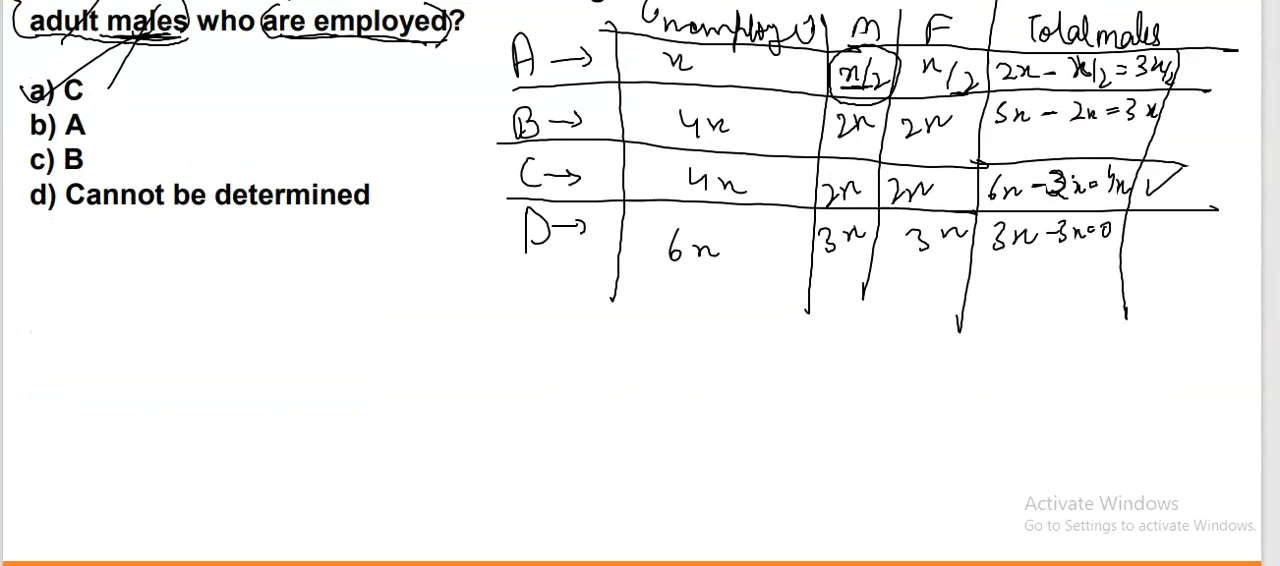 adult males who are employed?
a) C
b) A
c) B
d) Cannot be determined
Unemployed M F Total males
A → x x/2 x/2 2x - x/2 = 3x/2
B → 4x 2x 2x 5x - 2x = 3x
C → 4x 2x 2x 6x - 2x = 4x ✓
D → 6x 3x 3x 3x - 3x = 0
Activate Windows
Go to Settings to activate Windows.